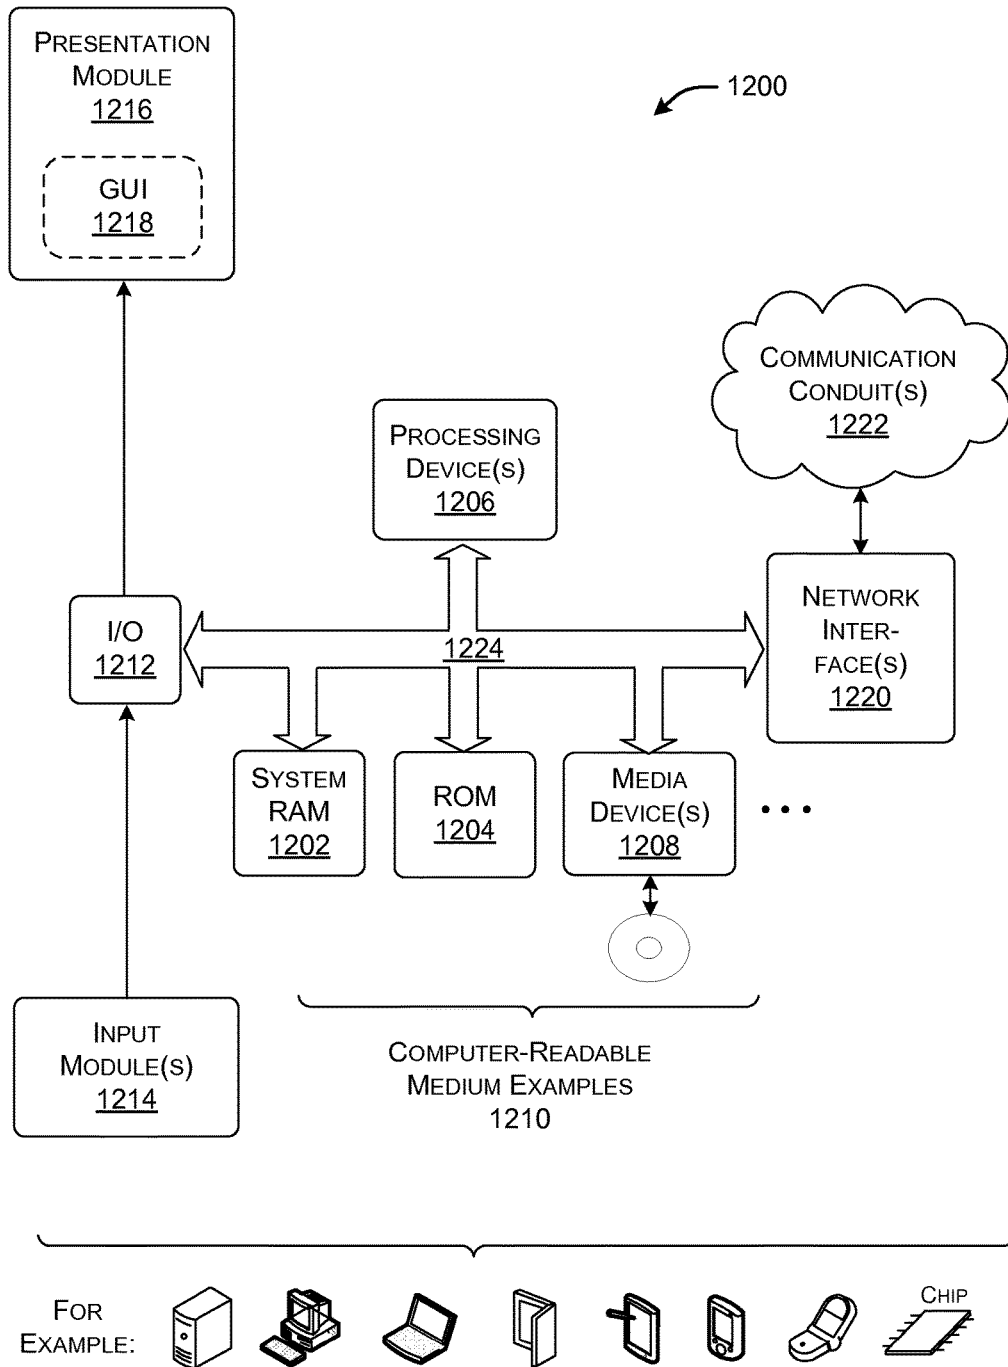 PRESENTATION
MODULE
1216
GUI
1218
1200
COMMUNICATION
CONDUIT(S)
1222
PROCESSING
DEVICE(S)
1206
I/O
1212
1224
NETWORK
INTER-
FACE(S)
1220
SYSTEM
RAM
1202
ROM
1204
MEDIA
DEVICE(S)
1208
• • •
INPUT
MODULE(S)
1214
COMPUTER-READABLE
MEDIUM EXAMPLES
1210
FOR
EXAMPLE:
CHIP